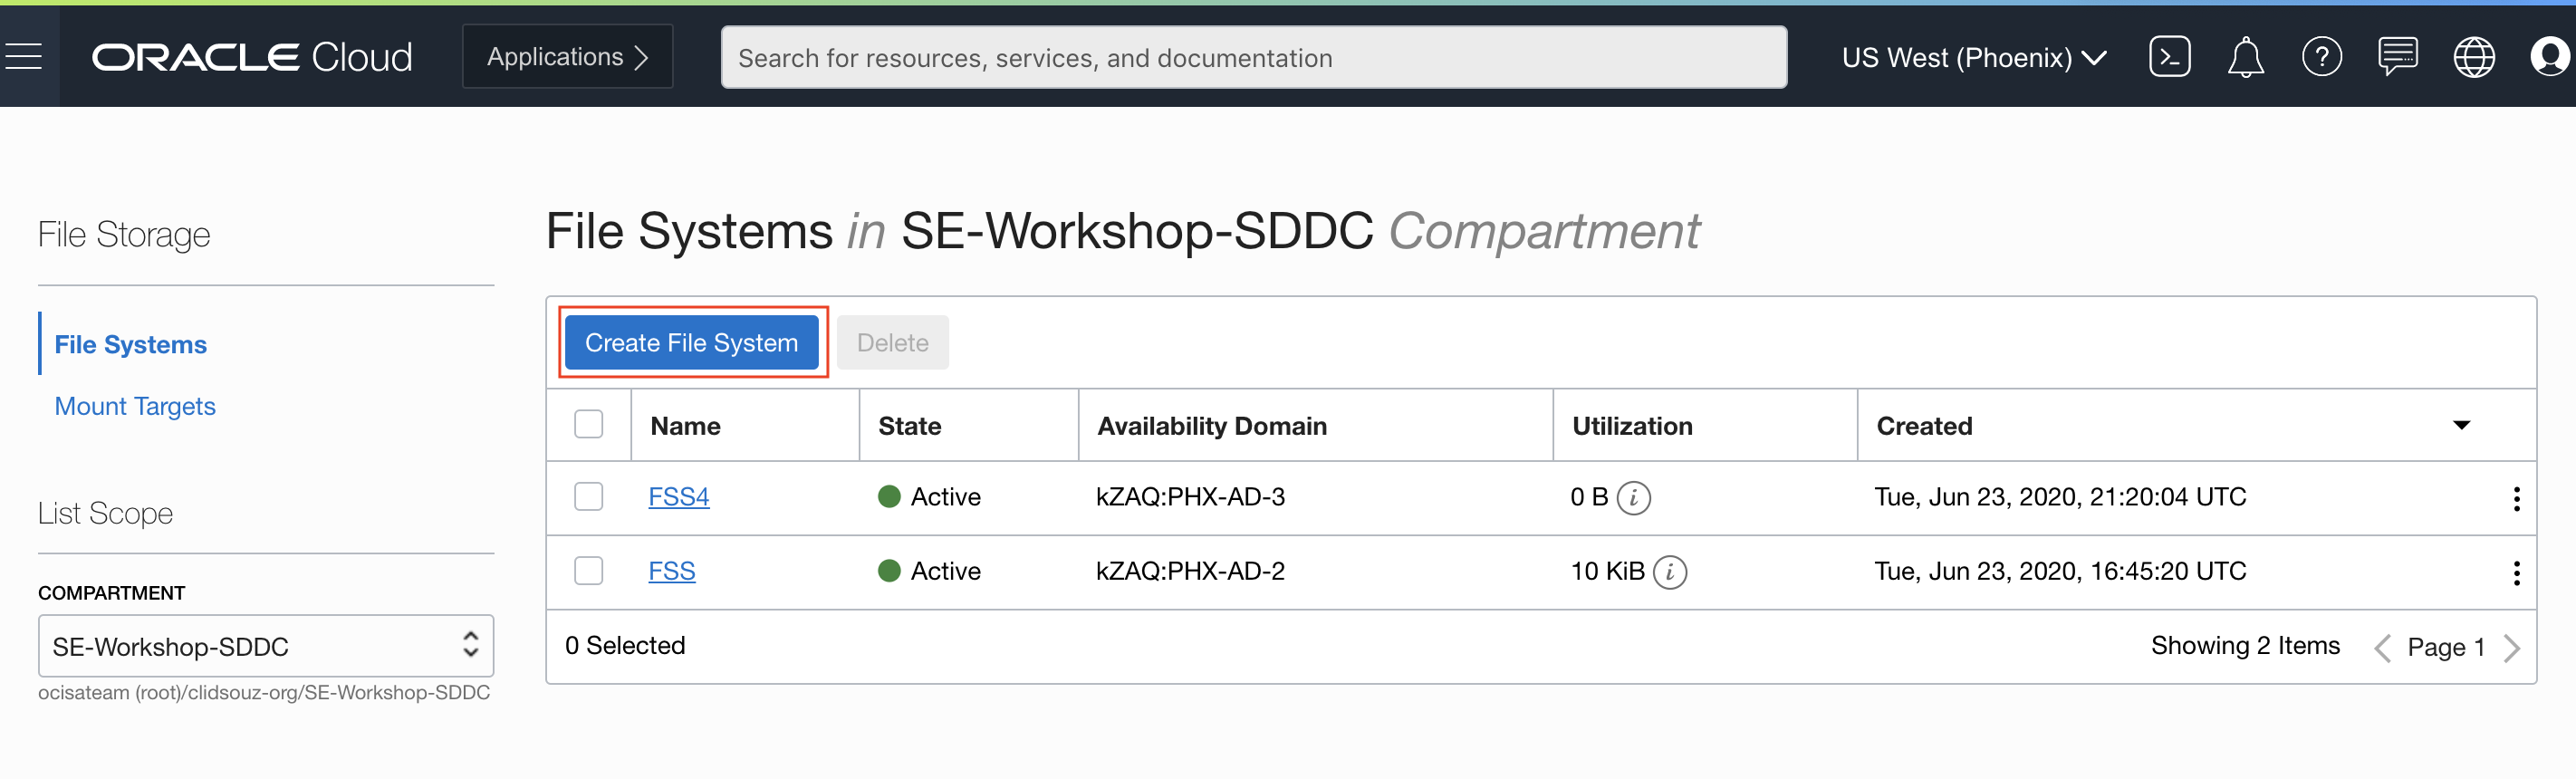 ORACLE Cloud
Applications
Search for resources, services, and documentation
US West (Phoenix)
File Storage
File Systems
Mount Targets
List Scope
COMPARTMENT
SE-Workshop-SDDC
ocisateam (root)/clidsouz-org/SE-Workshop-SDDC
File Systems in SE-Workshop-SDDC Compartment
Create File System Delete
Name State Availability Domain Utilization Created
FSS4 Active kZAQ:PHX-AD-3 0 B i Tue, Jun 23, 2020, 21:20:04 UTC
FSS Active kZAQ:PHX-AD-2 10 KiB i Tue, Jun 23, 2020, 16:45:20 UTC
0 Selected Showing 2 Items Page 1